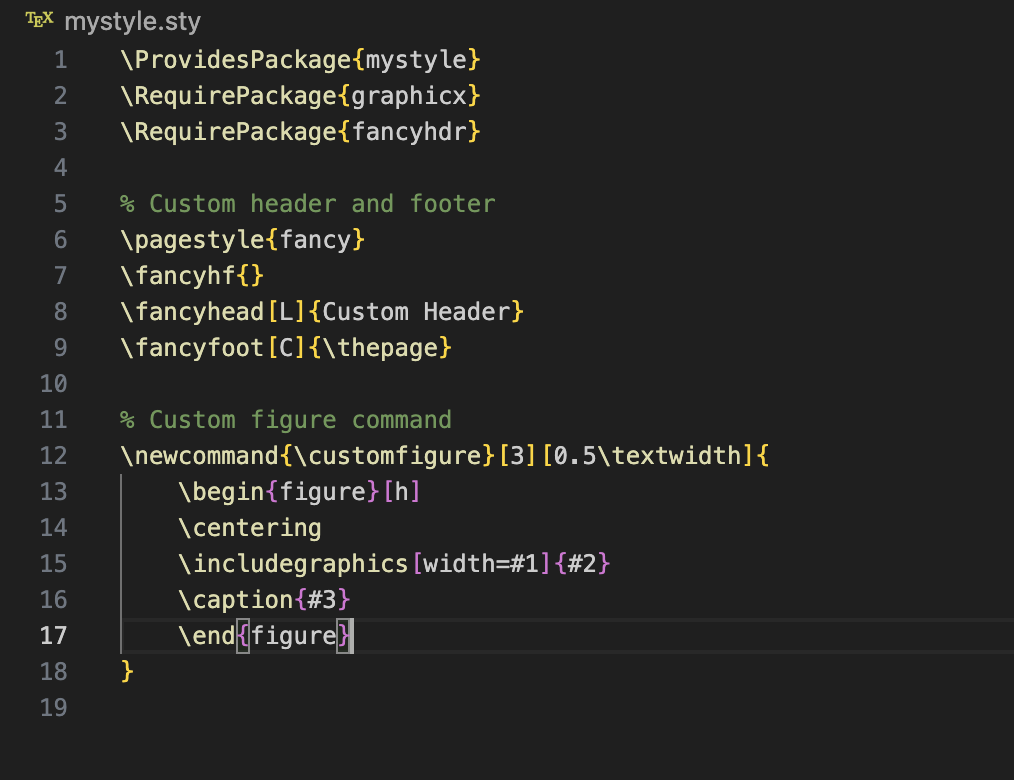 TEX mystyle.sty
1 \ProvidesPackage{mystyle}
2 \RequirePackage{graphicx}
3 \RequirePackage{fancyhdr}
4
5 % Custom header and footer
6 \pagestyle{fancy}
7 \fancyhf{}
8 \fancyhead[L]{Custom Header}
9 \fancyfoot[C]{\thepage}
10
11 % Custom figure command
12 \newcommand{\customfigure}[3][0.5\textwidth]{
13     \begin{figure}[h]
14     \centering
15     \includegraphics[width=#1]{#2}
16     \caption{#3}
17     \end{figure}
18 }
19